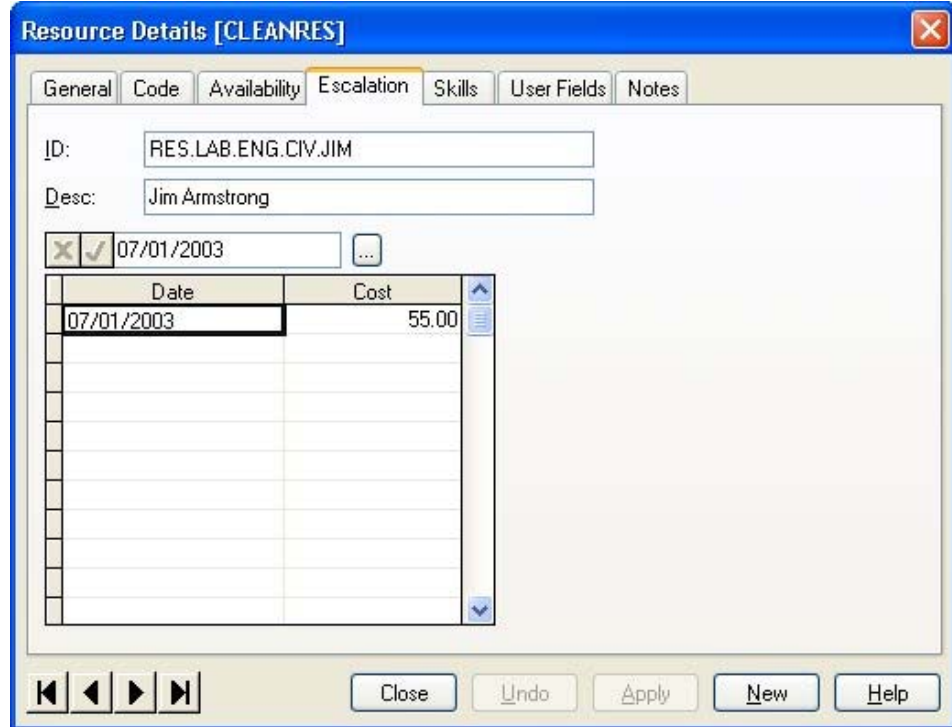 Resource Details [CLEANRES]
General Code Availability Escalation Skills User Fields Notes
ID: RES.LAB.ENG.CIV.JIM
Desc: Jim Armstrong
07/01/2003 ...
Date Cost
07/01/2003 55.00
Close Undo Apply New Help